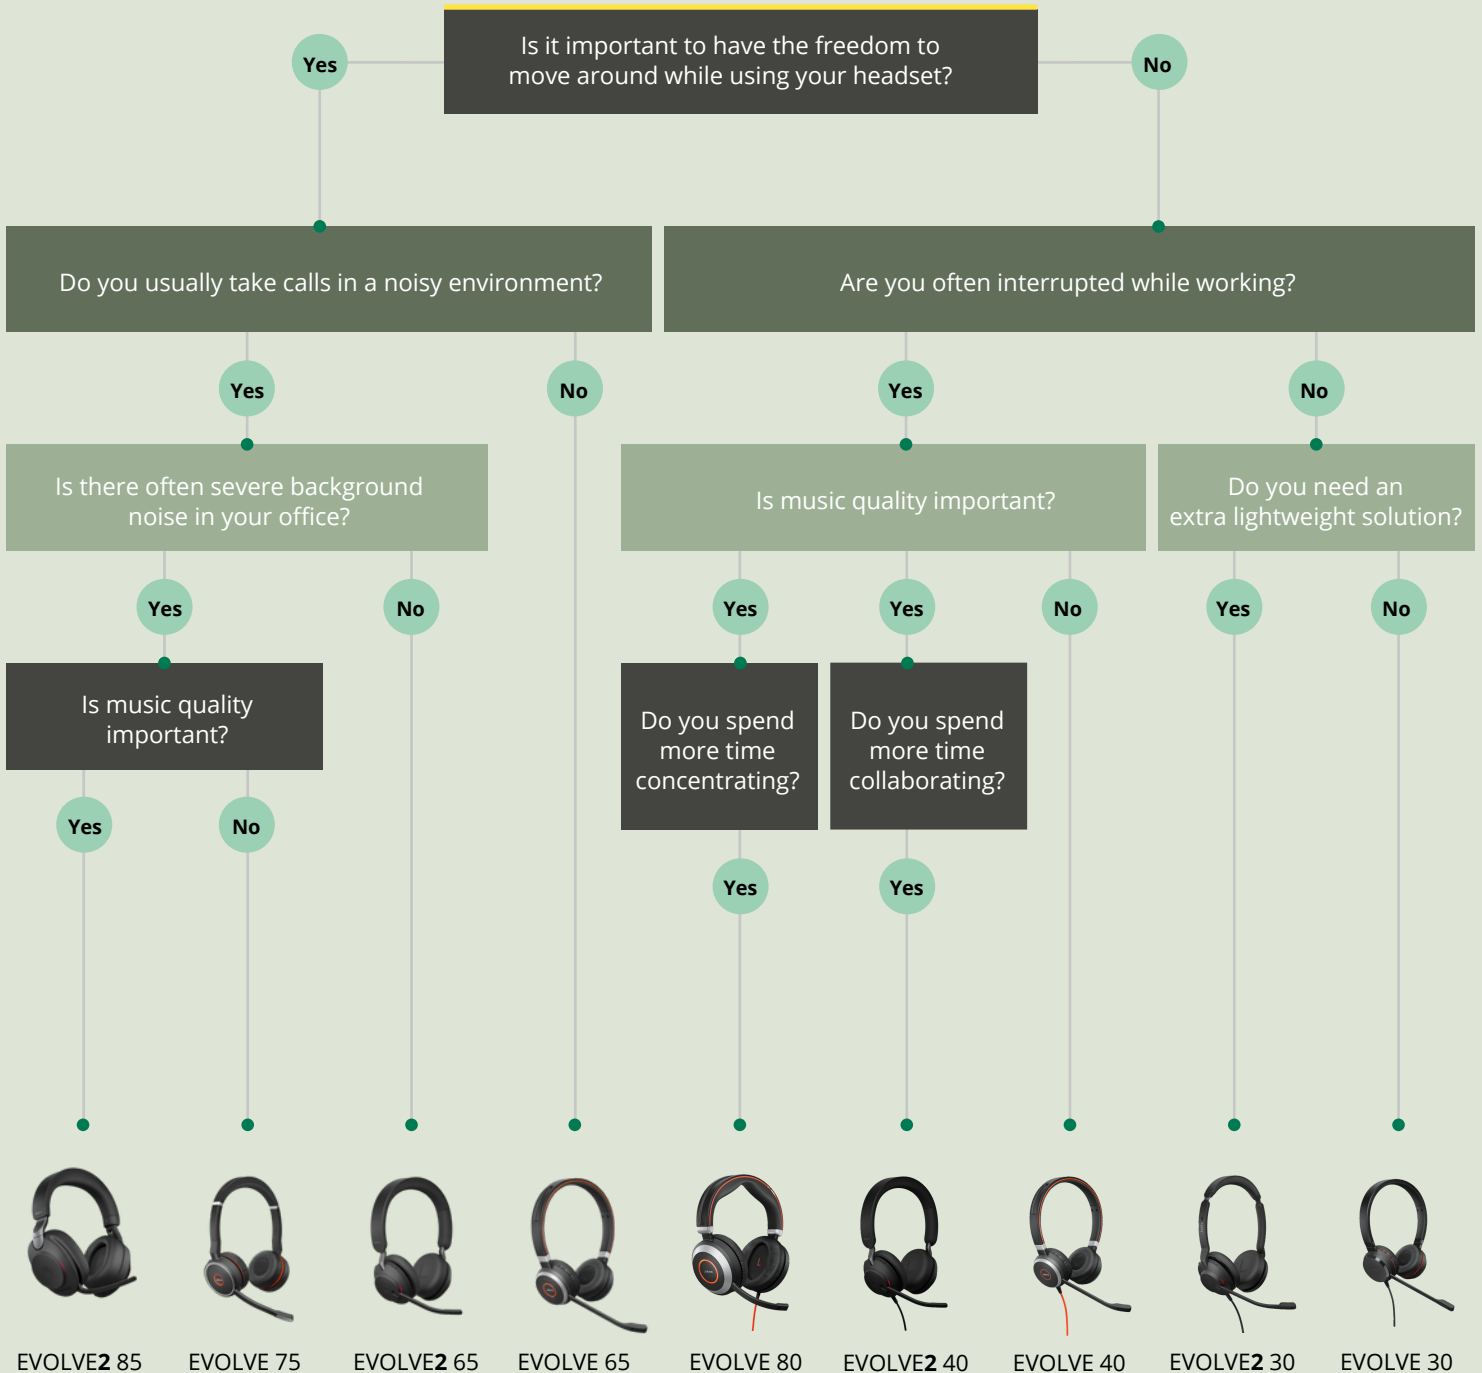 Is it important to have the freedom to
move around while using your headset?
Yes
No
Do you usually take calls in a noisy environment?
Are you often interrupted while working?
Yes
No
Yes
No
Is there often severe background
noise in your office?
Is music quality important?
Do you need an
extra lightweight solution?
Yes
No
Yes
Yes
No
Yes
No
Is music quality
important?
Do you spend
more time
concentrating?
Do you spend
more time
collaborating?
Yes
No
Yes
Yes
EVOLVE2 85
EVOLVE 75
EVOLVE2 65
EVOLVE 65
EVOLVE 80
EVOLVE2 40
EVOLVE 40
EVOLVE2 30
EVOLVE 30